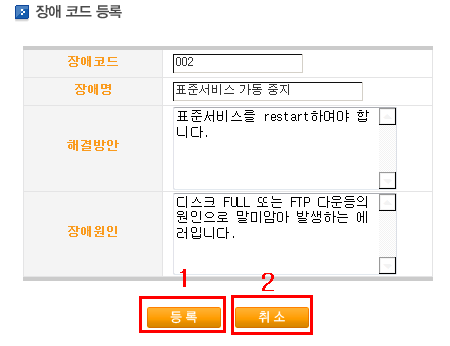 장애 코드 등록
장애코드 002
장애명 표준서비스 가동 중지
해결방안 표준서비스를 restart하여야 합
니다.
장애원인 디스크 FULL 또는 FTP 다운등의
원인으로 말미암아 발생하는 에
러입니다.
1 2
등록 취소